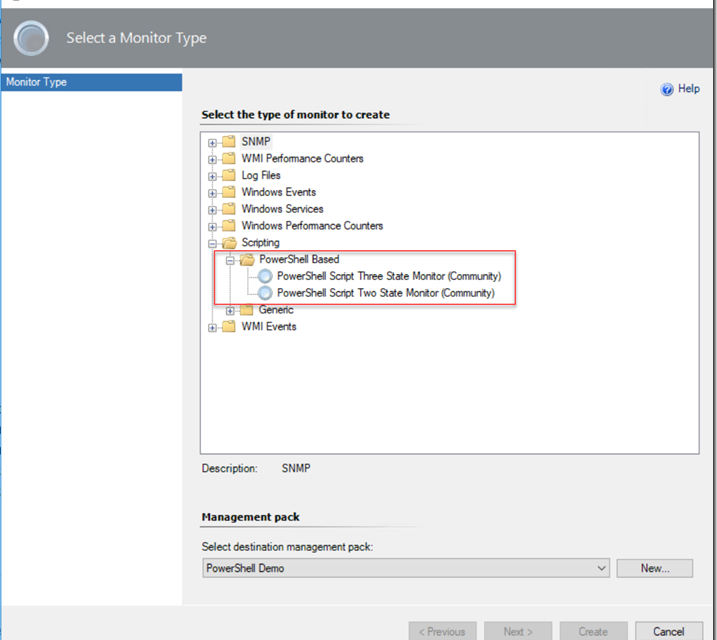 Select a Monitor Type
Monitor Type
Help
Select the type of monitor to create
SNMP
WMI Performance Counters
Log Files
Windows Events
Windows Services
Windows Performance Counters
Scripting
PowerShell Based
PowerShell Script Three State Monitor (Community)
PowerShell Script Two State Monitor (Community)
Generic
WMI Events
Description: SNMP
Management pack
Select destination management pack:
PowerShell Demo
New...
< Previous Next > Create Cancel